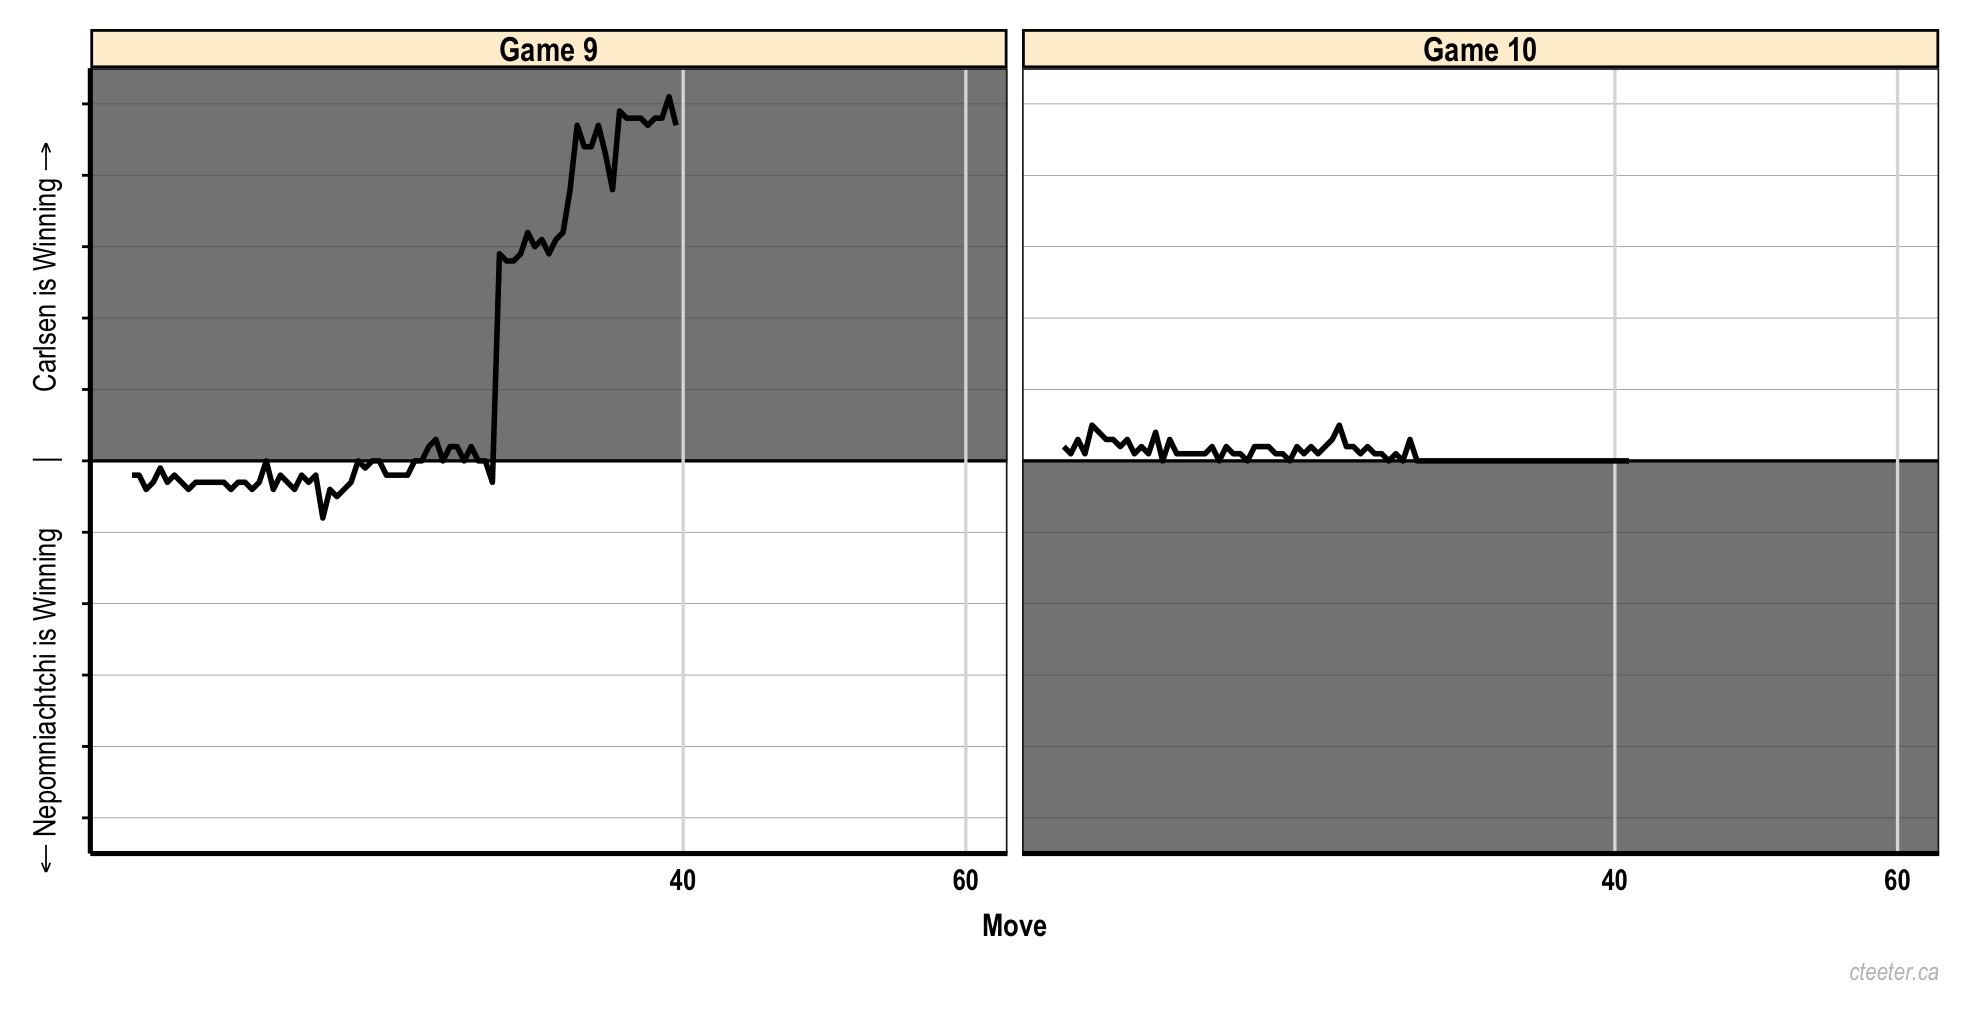 Game 9
Game 10
← Nepomniachtchi is Winning | Carlsen is Winning →
40
60
40
60
Move
cteeter.ca